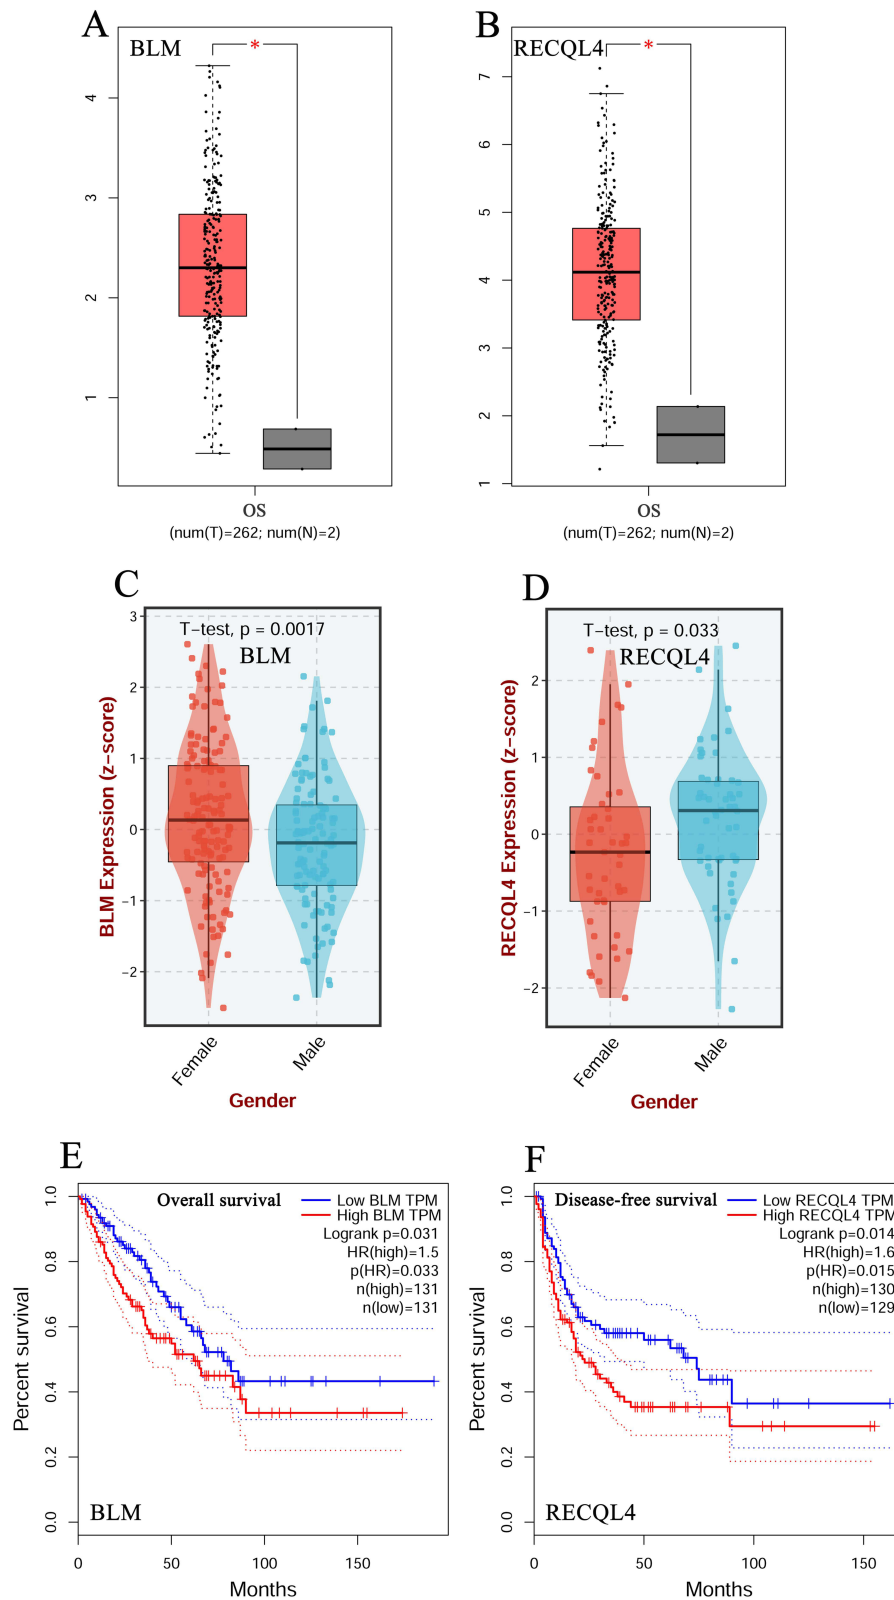 A
BLM
*
4
3
2
1
OS
(num(T)=262; num(N)=2)
B
RECQL4
*
7
6
5
4
3
2
1
OS
(num(T)=262; num(N)=2)
C
T-test, p = 0.0017
BLM
BLM Expression (z-score)
3
2
1
0
-1
-2
Female
Male
Gender
D
T-test, p = 0.033
RECQL4
RECQL4 Expression (z-score)
2
1
0
-1
-2
Female
Male
Gender
E
Overall survival
Low BLM TPM
High BLM TPM
Logrank p=0.031
HR(high)=1.5
p(HR)=0.033
n(high)=131
n(low)=131
Percent survival
1.0
0.8
0.6
0.4
0.2
0.0
BLM
0
50
100
150
Months
F
Disease-free survival
Low RECQL4 TPM
High RECQL4 TPM
Logrank p=0.014
HR(high)=1.6
p(HR)=0.015
n(high)=130
n(low)=129
Percent survival
1.0
0.8
0.6
0.4
0.2
0.0
RECQL4
0
50
100
150
Months